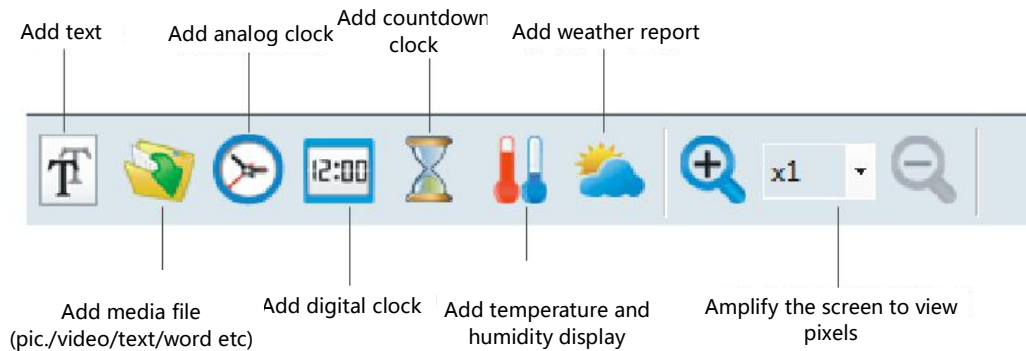 Add text
Add analog clock
Add countdown
clock
Add weather report
T
T
12:00
x1
Add media file
(pic./video/text/word etc)
Add digital clock
Add temperature and
humidity display
Amplify the screen to view
pixels